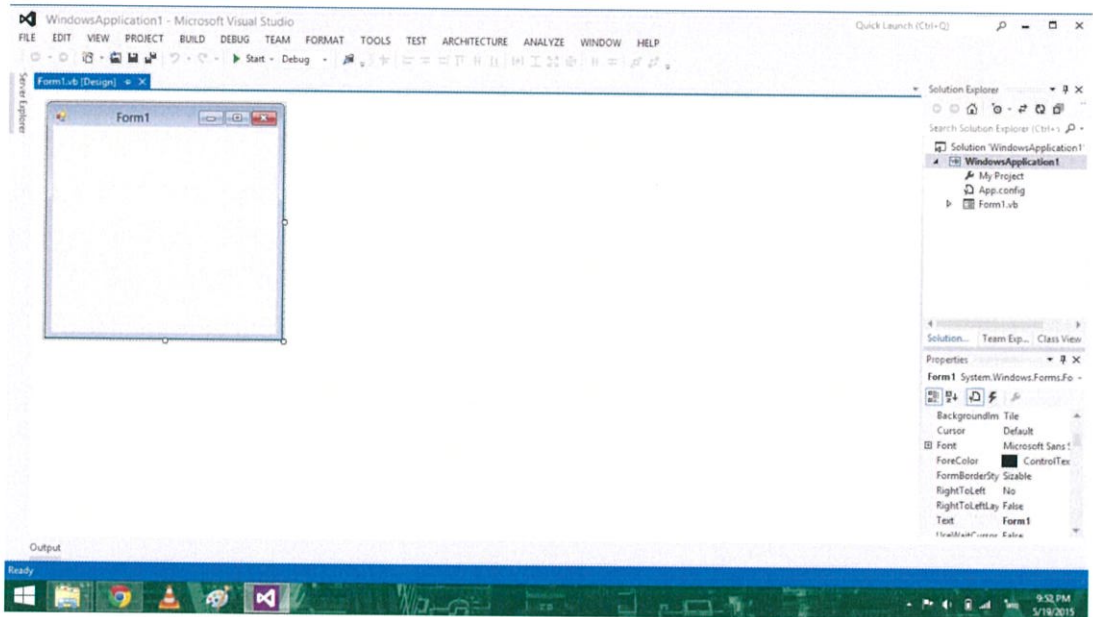 WindowsApplication1 - Microsoft Visual Studio
Quick Launch (Ctrl+Q)
FILE EDIT VIEW PROJECT BUILD DEBUG TEAM FORMAT TOOLS TEST ARCHITECTURE ANALYZE WINDOW HELP
Start - Debug
Server Explorer
Form1.vb [Design]
Form1
Solution Explorer
Search Solution Explorer (Ctrl+
Solution 'WindowsApplication1'
WindowsApplication1
My Project
App.config
Form1.vb
Solution... Team Exp... Class View
Properties
Form1 System.Windows.Forms.Fo
BackgroundIm Tile
Cursor Default
Font Microsoft Sans S
ForeColor ControlTex
FormBorderSty Sizable
RightToLeft No
RightToLeftLay False
Text Form1
UseWaitCursor False
Output
Ready
9:52 PM
5/19/2015